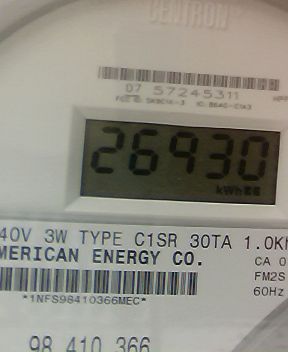 CENTRON
07 57245311
26930
kWh
40V 3W TYPE C1SR 30TA 1.0Kh
MERICAN ENERGY CO.
CA 0
FM2S
60Hz
*1NFS98410366MEC*
98 410 366